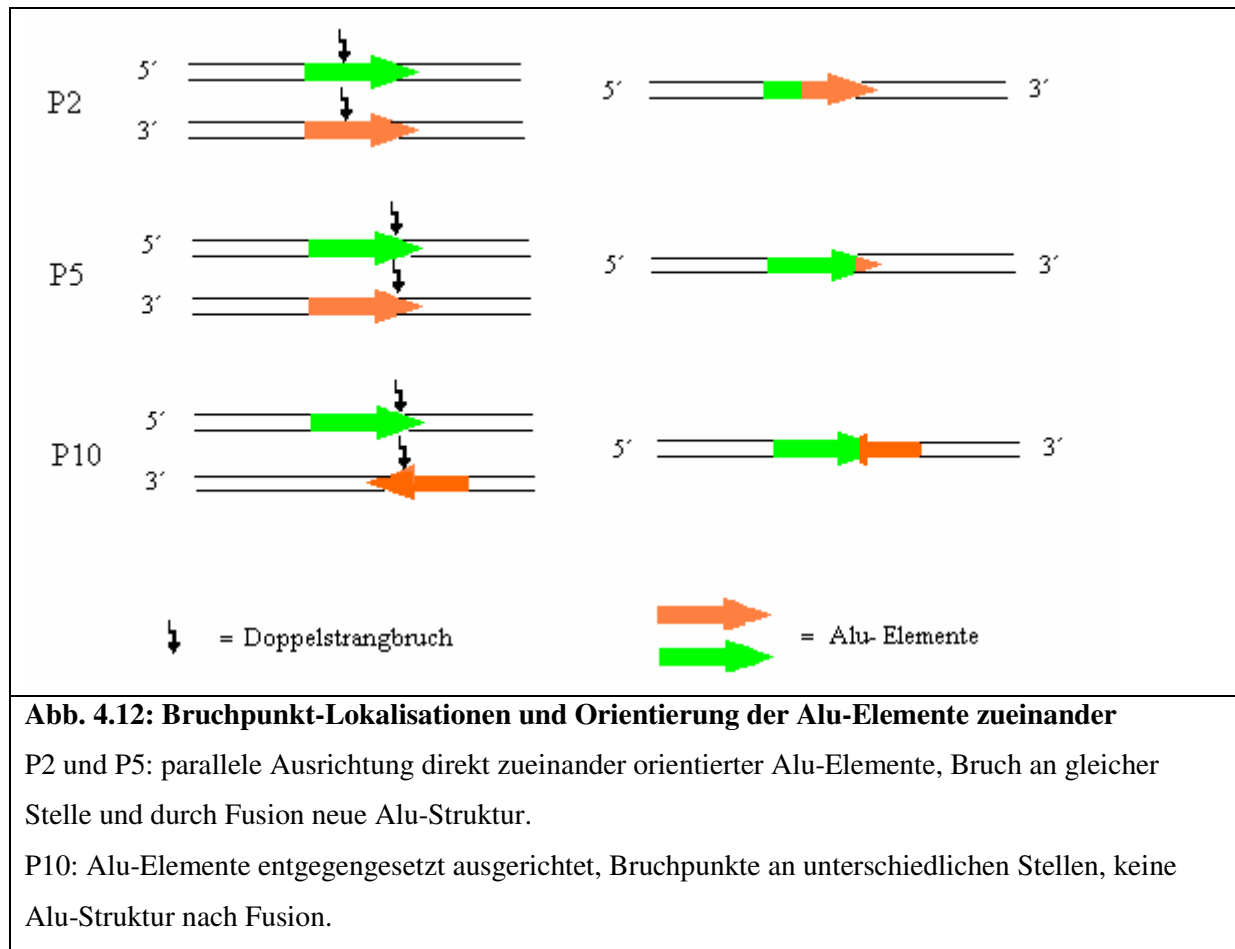 5´
P2
3´
5´ 3´
5´
P5
3´
5´ 3´
5´
P10
3´
5´ 3´
= Doppelstrangbruch
= Alu- Elemente
Abb. 4.12: Bruchpunkt-Lokalisationen und Orientierung der Alu-Elemente zueinander
P2 und P5: parallele Ausrichtung direkt zueinander orientierter Alu-Elemente, Bruch an gleicher
Stelle und durch Fusion neue Alu-Struktur.
P10: Alu-Elemente entgegengesetzt ausgerichtet, Bruchpunkte an unterschiedlichen Stellen, keine
Alu-Struktur nach Fusion.